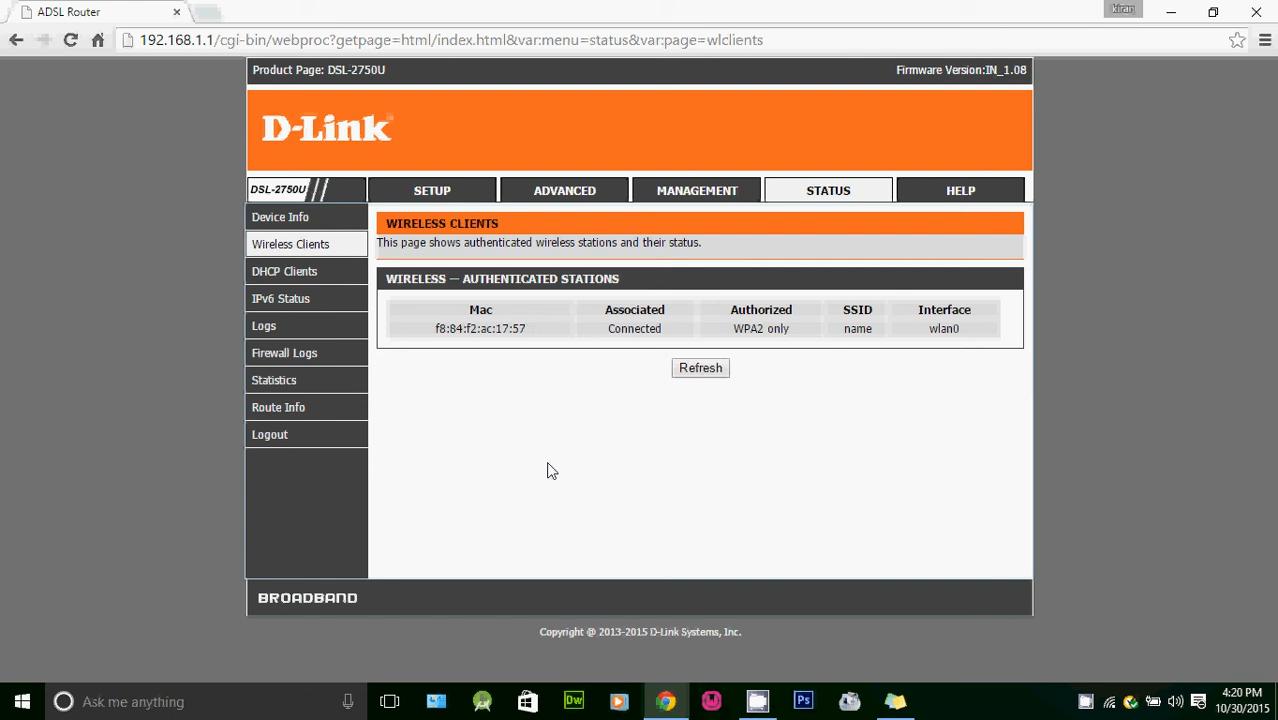 ADSL Router
kiran
192.168.1.1/cgi-bin/webproc?getpage=html/index.html&var:menu=status&var:page=wlclients
Product Page: DSL-2750U
Firmware Version:IN_1.08
D-Link
DSL-2750U
SETUP
ADVANCED
MANAGEMENT
STATUS
HELP
Device Info
Wireless Clients
DHCP Clients
IPv6 Status
Logs
Firewall Logs
Statistics
Route Info
Logout
WIRELESS CLIENTS
This page shows authenticated wireless stations and their status.
WIRELESS — AUTHENTICATED STATIONS
Mac Associated Authorized SSID Interface
f8:84:f2:ac:17:57 Connected WPA2 only name wlan0
Refresh
BROADBAND
Copyright @ 2013-2015 D-Link Systems, Inc.
Ask me anything
Dw
Ps
4:20 PM
10/30/2015